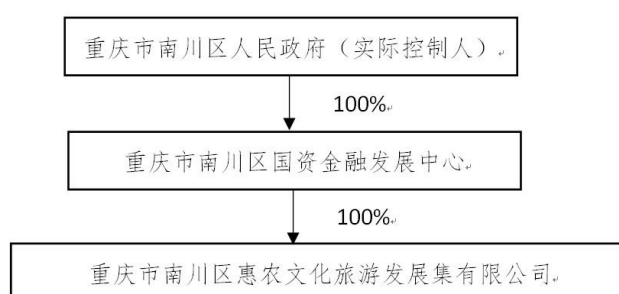 重庆市南川区人民政府（实际控制人）
100%
重庆市南川区国资金融发展中心
100%
重庆市南川区惠农文化旅游发展集有限公司